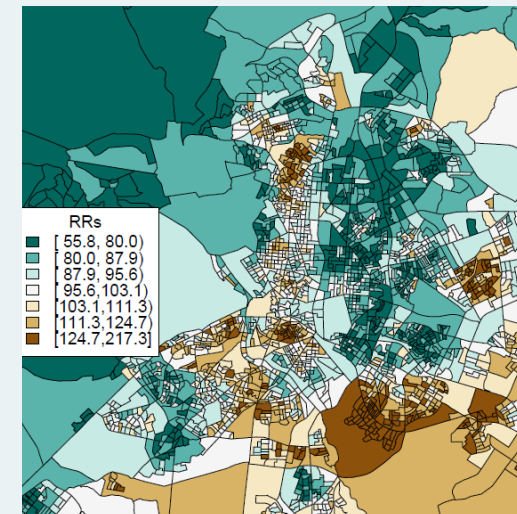 RRs
[ 55.8, 80.0)
[ 80.0, 87.9)
[ 87.9, 95.6)
[ 95.6,103.1)
[103.1,111.3)
[111.3,124.7)
[124.7,217.3]